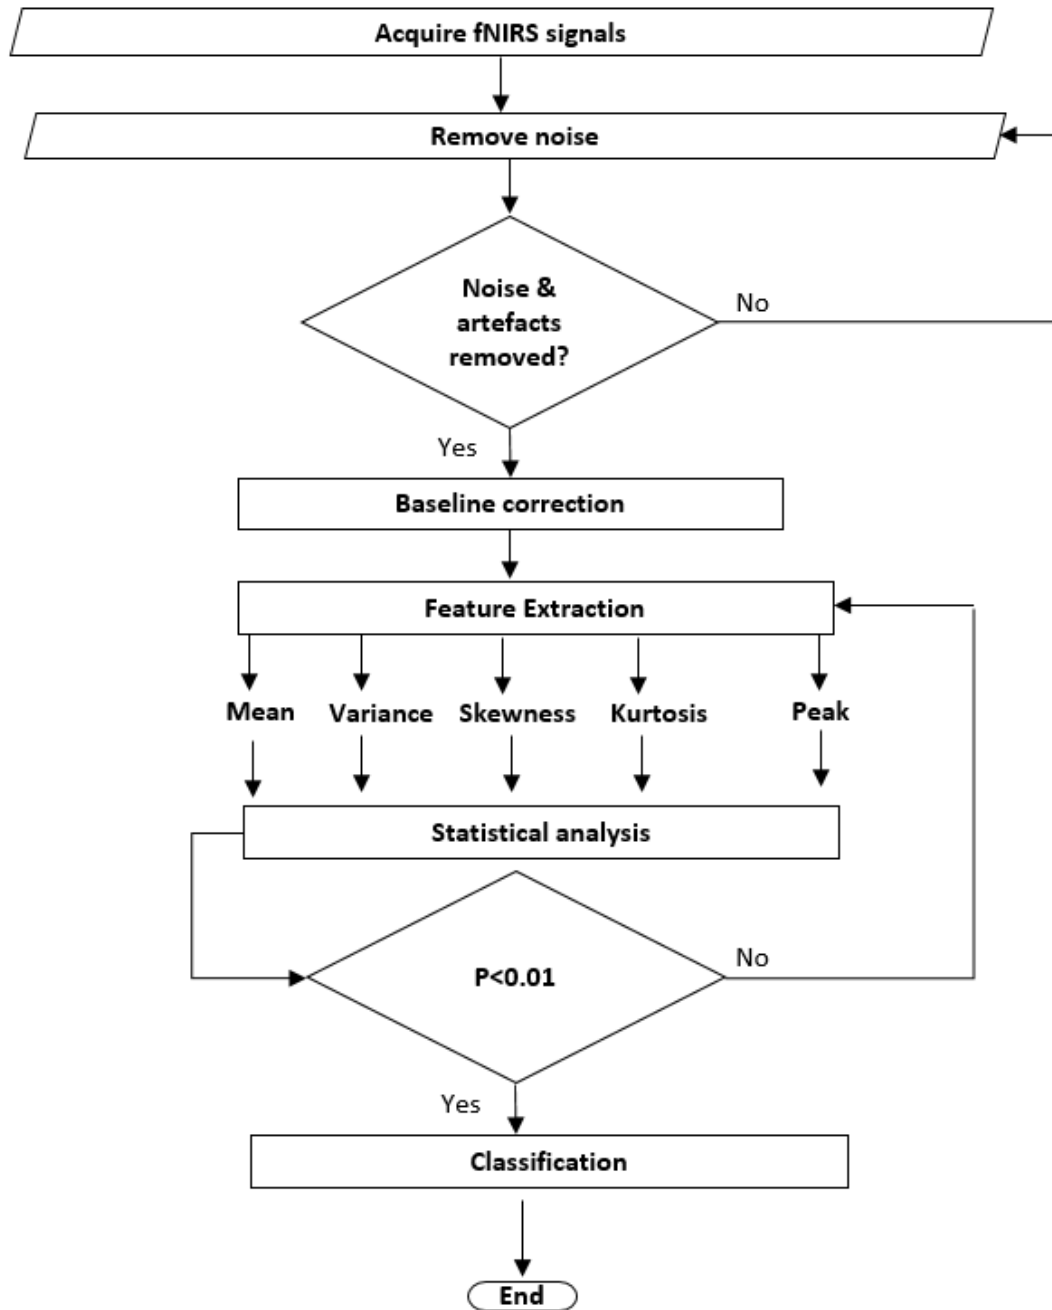 Acquire fNIRS signals
Remove noise
Noise &
artefacts
removed?
No
Yes
Baseline correction
Feature Extraction
Mean Variance Skewness Kurtosis Peak
Statistical analysis
P<0.01
No
Yes
Classification
End